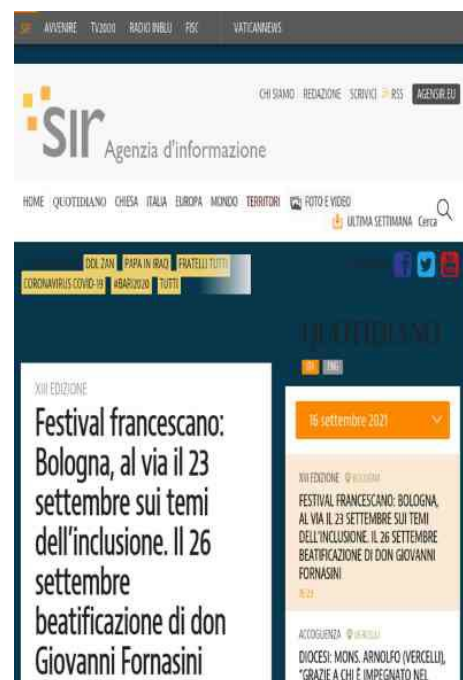 SIR AVVENIRE TV2000 RADIO INBLU FISC VATICANNEWS
CHI SIAMO REDAZIONE SCRIVICI RSS AGENSIR.EU
SIR Agenzia d'informazione
HOME QUOTIDIANO CHIESA ITALIA EUROPA MONDO TERRITORI FOTO E VIDEO
ULTIMA SETTIMANA Cerca
DDL ZAN PAPA IN IRAQ FRATELLI TUTTI
CORONAVIRUS COVID-19 #BARI2020 TUTTI
QUOTIDIANO
ITA ENG
XIII EDIZIONE
Festival francescano:
Bologna, al via il 23
settembre sui temi
dell'inclusione. Il 26
settembre
beatificazione di don
Giovanni Fornasini
16 settembre 2021
XIII EDIZIONE BOLOGNA
FESTIVAL FRANCESCANO: BOLOGNA,
AL VIA IL 23 SETTEMBRE SUI TEMI
DELL'INCLUSIONE. IL 26 SETTEMBRE
BEATIFICAZIONE DI DON GIOVANNI
FORNASINI
ACCOGLIENZA VERCELLI
DIOCESI: MONS. ARNOLFO (VERCELLI),
"GRAZIE A CHI È IMPEGNATO NEL